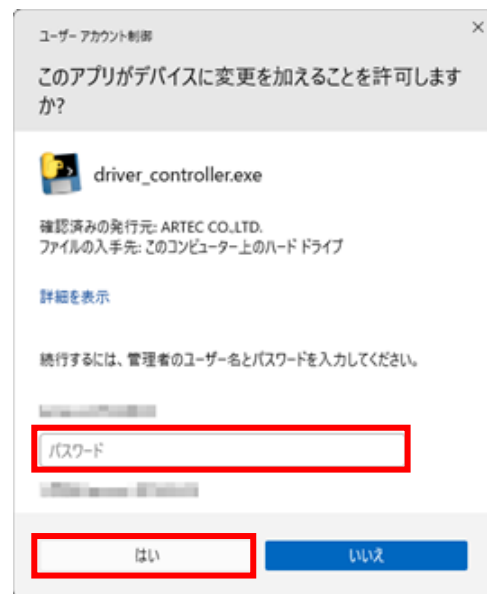 ユーザー アカウント制御
このアプリがデバイスに変更を加えることを許可します
か?
driver_controller.exe
確認済みの発行元: ARTEC CO.,LTD.
ファイルの入手先: このコンピューター上のハード ドライブ
詳細を表示
続行するには、管理者のユーザー名とパスワードを入力してください。
パスワード
はい
いいえ